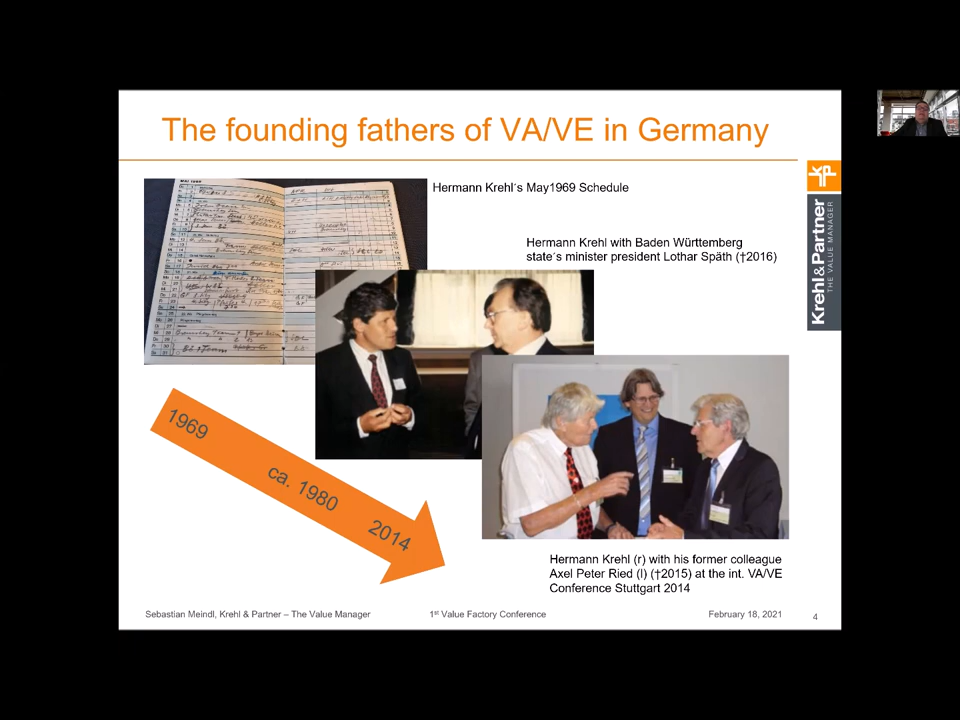 The founding fathers of VA/VE in Germany
Hermann Krehl´s May1969 Schedule
Hermann Krehl with Baden Württemberg
state´s minister president Lothar Späth (†2016)
Krehl&Partner
THE VALUE MANAGER
1969
ca. 1980
2014
Hermann Krehl (r) with his former colleague
Axel Peter Ried (l) (†2015) at the int. VA/VE
Conference Stuttgart 2014
Sebastian Meindl, Krehl & Partner – The Value Manager
1st Value Factory Conference
February 18, 2021
4